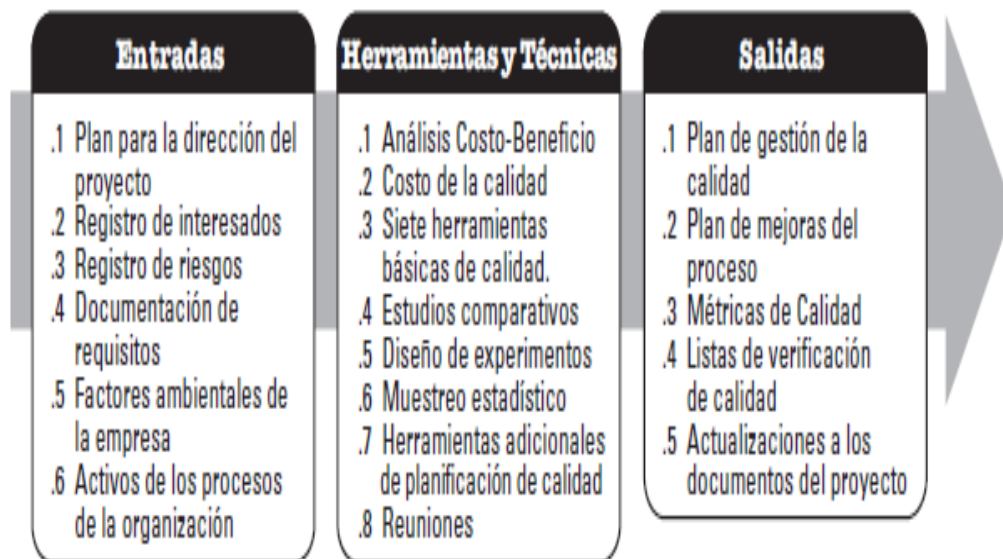 Entradas
.1 Plan para la dirección del
proyecto
.2 Registro de interesados
.3 Registro de riesgos
.4 Documentación de
requisitos
.5 Factores ambientales de
la empresa
.6 Activos de los procesos
de la organización
Herramientas y Técnicas
.1 Análisis Costo-Beneficio
.2 Costo de la calidad
.3 Siete herramientas
básicas de calidad.
.4 Estudios comparativos
.5 Diseño de experimentos
.6 Muestreo estadístico
.7 Herramientas adicionales
de planificación de calidad
.8 Reuniones
Salidas
.1 Plan de gestión de la
calidad
.2 Plan de mejoras del
proceso
.3 Métricas de Calidad
.4 Listas de verificación
de calidad
.5 Actualizaciones a los
documentos del proyecto